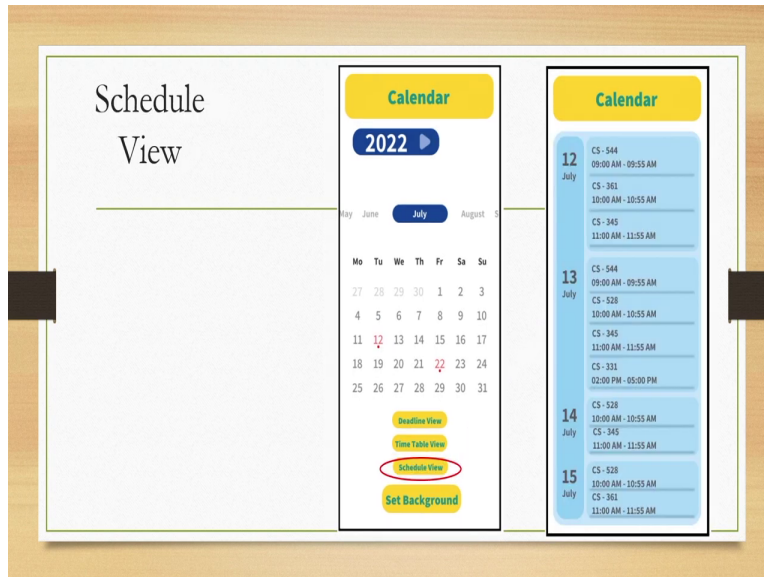 Schedule
View
Calendar
2022
May June July August S
Mo Tu We Th Fr Sa Su
27 28 29 30 1 2 3
4 5 6 7 8 9 10
11 12 13 14 15 16 17
18 19 20 21 22 23 24
25 26 27 28 29 30 31
Deadline View
Time Table View
Schedule View
Set Background
Calendar
12
July
CS - 544
09:00 AM - 09:55 AM
CS - 361
10:00 AM - 10:55 AM
CS - 345
11:00 AM - 11:55 AM
13
July
CS - 544
09:00 AM - 09:55 AM
CS - 528
10:00 AM - 10:55 AM
CS - 345
11:00 AM - 11:55 AM
CS - 331
02:00 PM - 05:00 PM
14
July
CS - 528
10:00 AM - 10:55 AM
CS - 345
11:00 AM - 11:55 AM
15
July
CS - 528
10:00 AM - 10:55 AM
CS - 361
11:00 AM - 11:55 AM